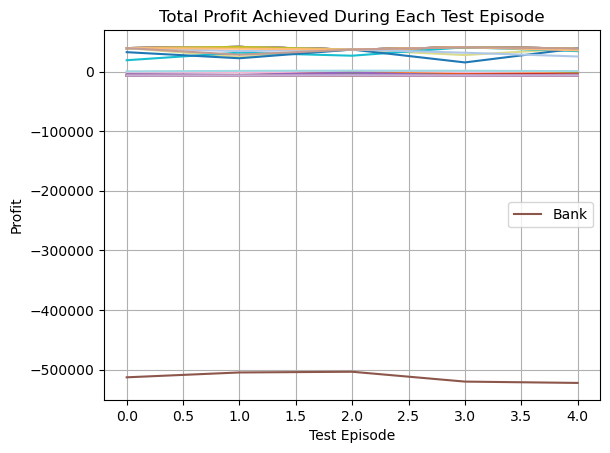 Total Profit Achieved During Each Test Episode
Profit
0
−100000
−200000
−300000
−400000
−500000
Bank
0.0 0.5 1.0 1.5 2.0 2.5 3.0 3.5 4.0
Test Episode